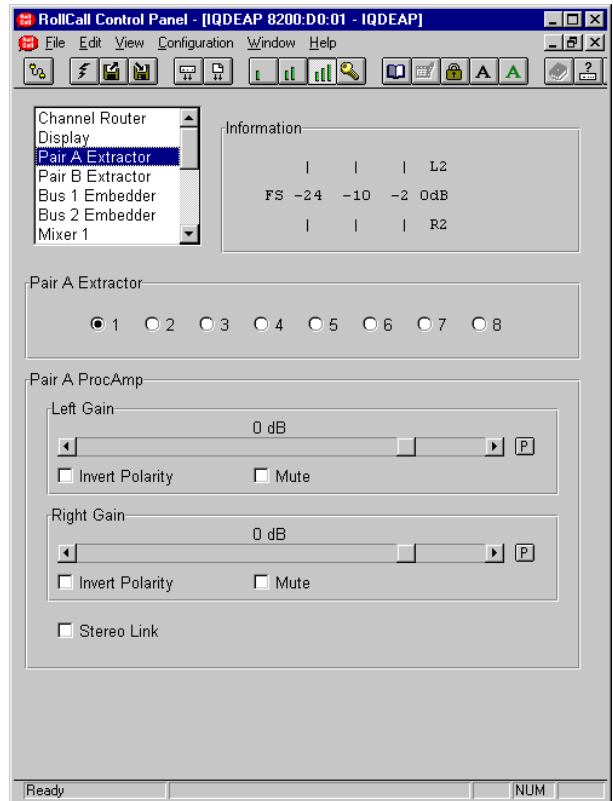 RollCall Control Panel - [IQDEAP 8200:D0:01 - IQDEAP]
File Edit View Configuration Window Help
A A
Channel Router
Display
Pair A Extractor
Pair B Extractor
Bus 1 Embedder
Bus 2 Embedder
Mixer 1
Information
| | | L2
FS -24 -10 -2 0dB
| | | R2
Pair A Extractor
1 2 3 4 5 6 7 8
Pair A ProcAmp
Left Gain
0 dB
P
Invert Polarity Mute
Right Gain
0 dB
P
Invert Polarity Mute
Stereo Link
Ready NUM